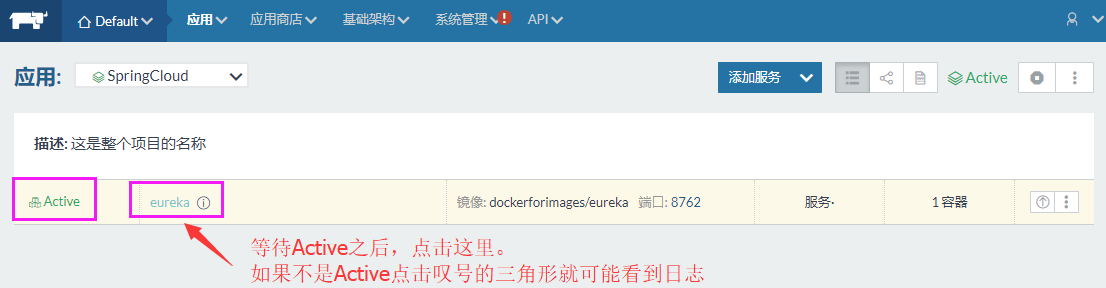 Default 应用 应用商店 基础架构 系统管理 API
应用: SpringCloud 添加服务 Active
描述: 这是整个项目的名称
Active eureka 镜像: dockerforimages/eureka 端口: 8762 服务· 1 容器
等待Active之后，点击这里。
如果不是Active点击叹号的三角形就可能看到日志